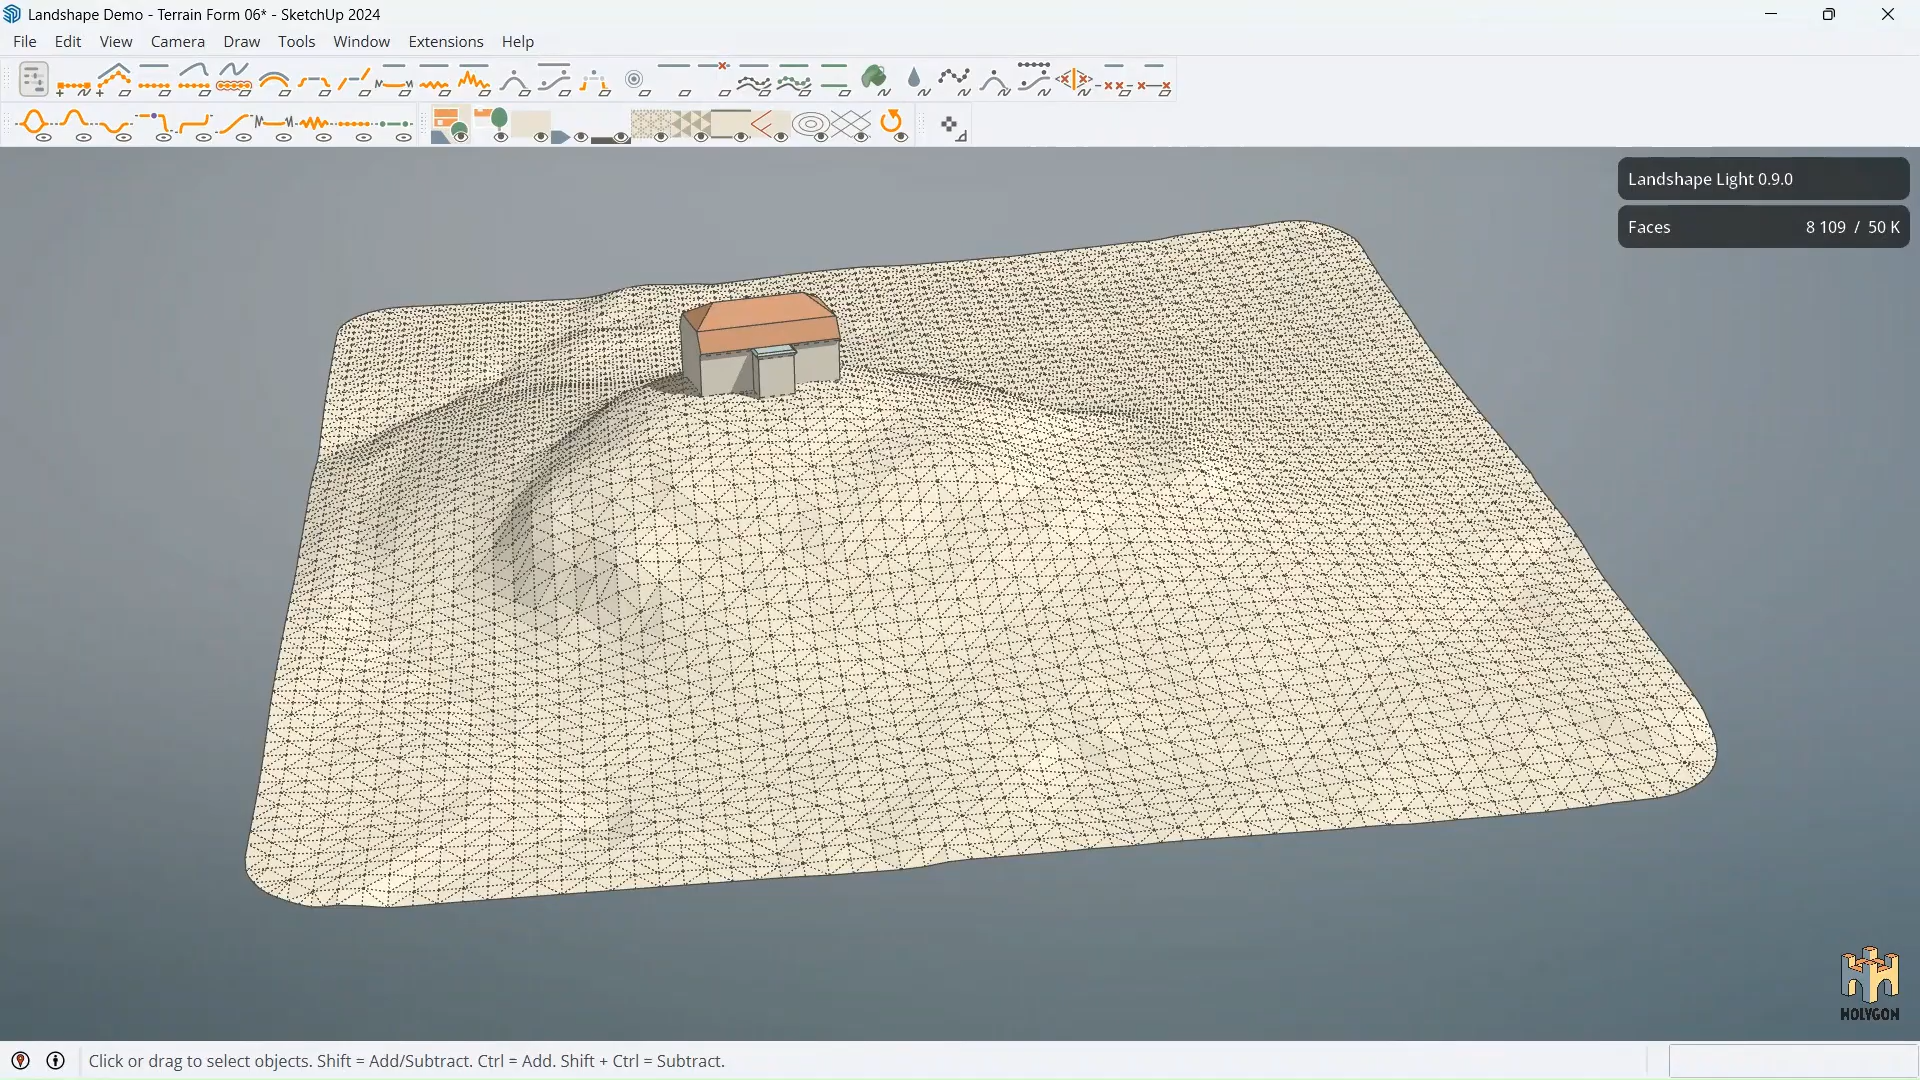 Landshape Demo - Terrain Form 06* - SketchUp 2024
File Edit View Camera Draw Tools Window Extensions Help
Landshape Light 0.9.0
Faces 8 109 / 50 K
HOLYGON
Click or drag to select objects. Shift = Add/Subtract. Ctrl = Add. Shift + Ctrl = Subtract.